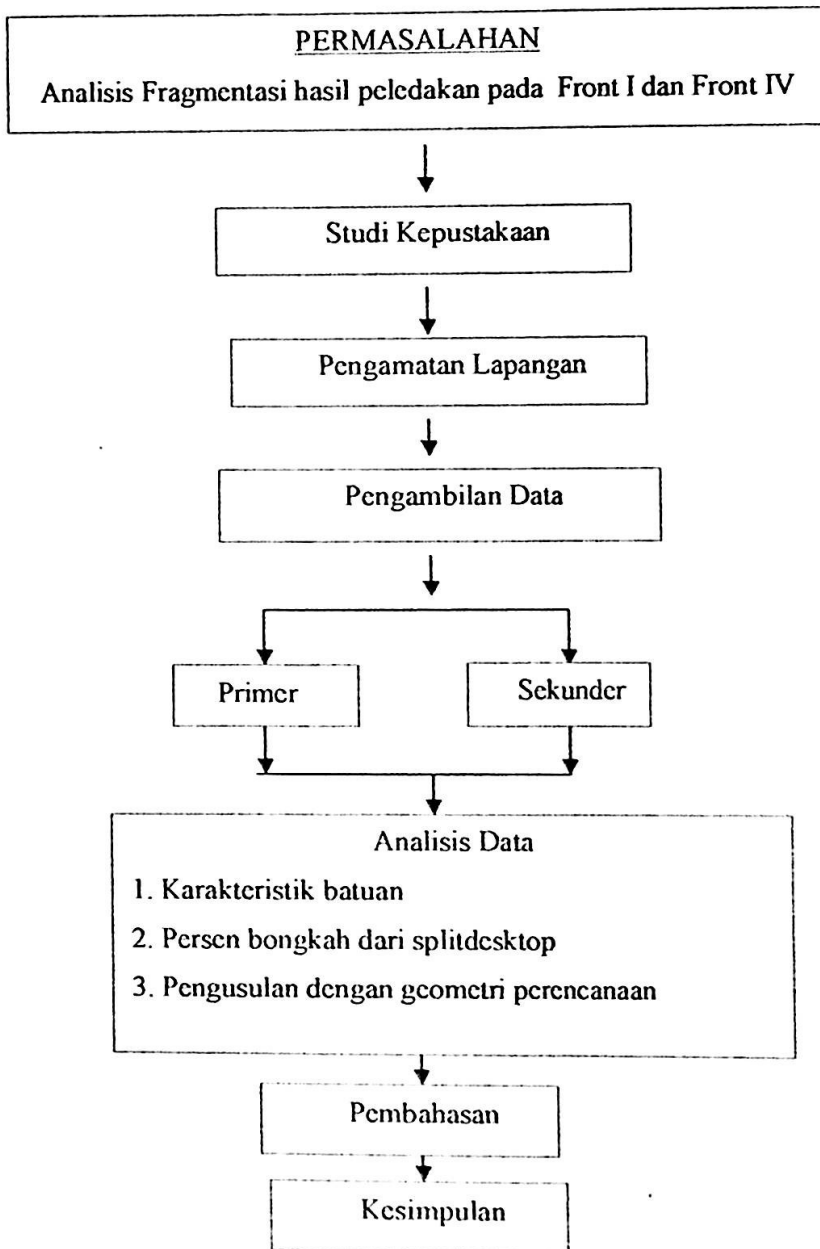 PERMASALAHAN
Analisis Fragmentasi hasil peledakan pada Front I dan Front IV
Studi Kepustakaan
Pengamatan Lapangan
Pengambilan Data
Primer
Sekunder
Analisis Data
1. Karakteristik batuan
2. Persen bongkah dari splitdesktop
3. Pengusulan dengan geometri perencanaan
Pembahasan
Kesimpulan